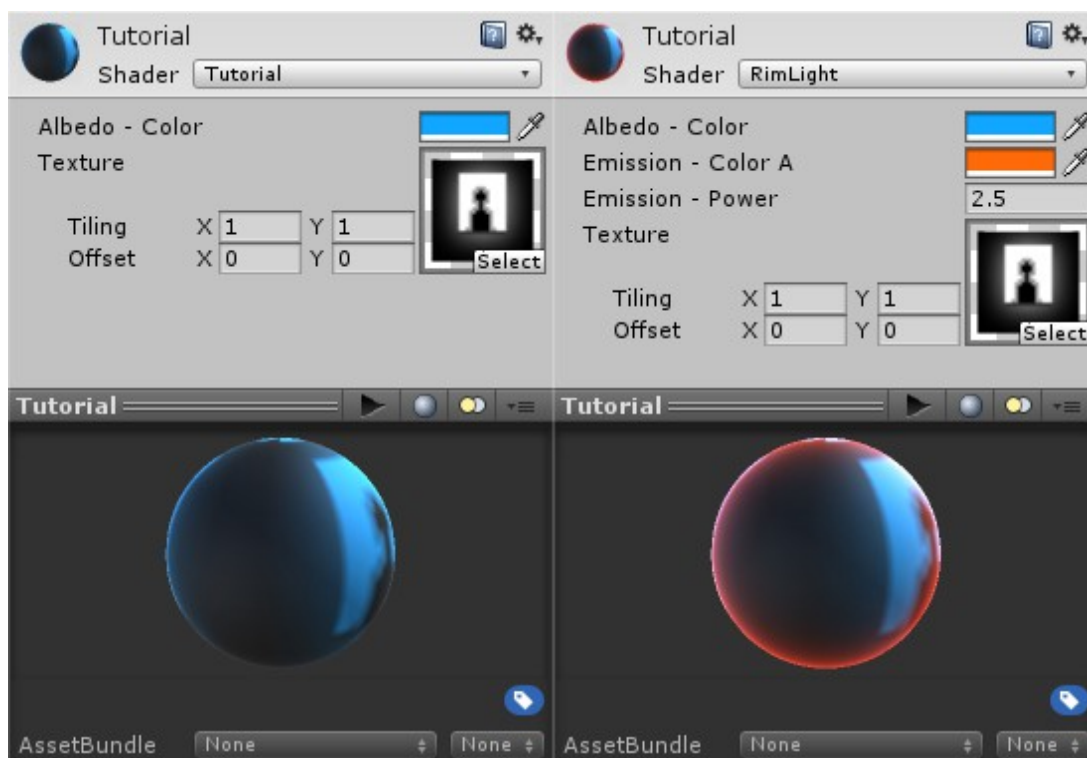 Tutorial
Shader Tutorial
Albedo - Color
Texture
Tiling X 1 Y 1
Offset X 0 Y 0
Select
Tutorial
AssetBundle None None
Tutorial
Shader RimLight
Albedo - Color
Emission - Color A
Emission - Power 2.5
Texture
Tiling X 1 Y 1
Offset X 0 Y 0
Select
Tutorial
AssetBundle None None